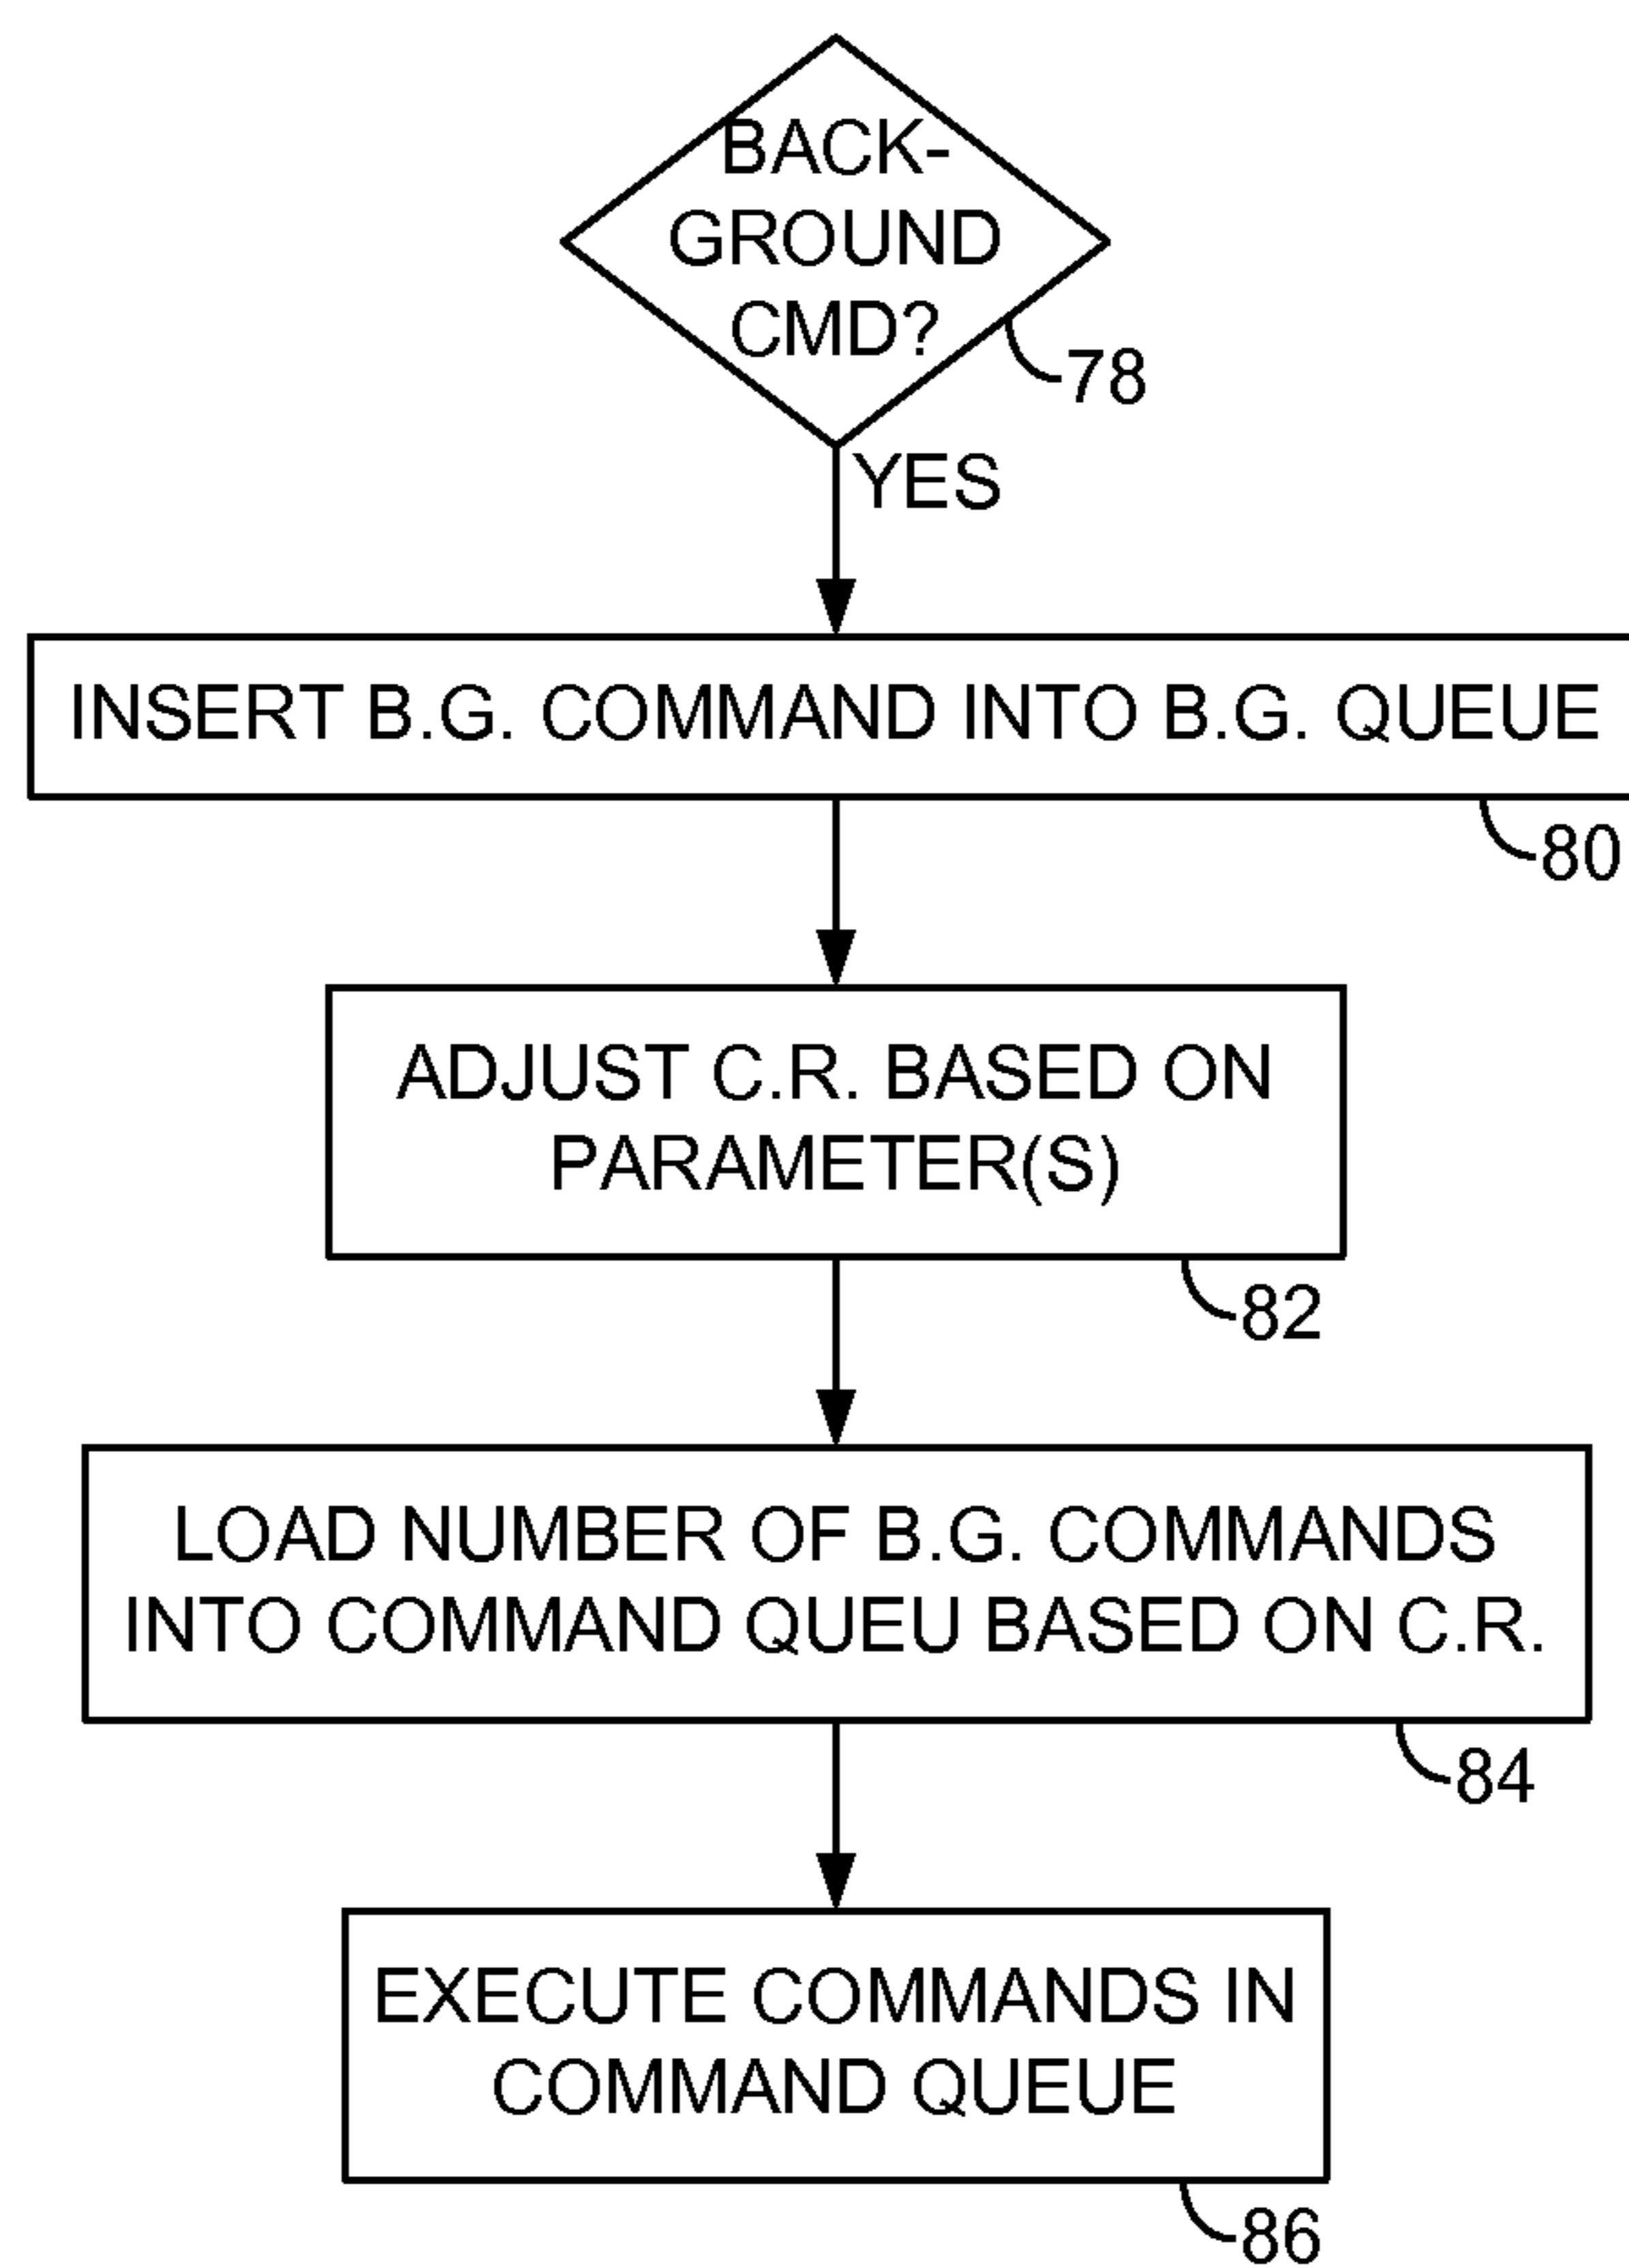 BACK-
GROUND
CMD?
78
YES
INSERT B.G. COMMAND INTO B.G. QUEUE
80
ADJUST C.R. BASED ON
PARAMETER(S)
82
LOAD NUMBER OF B.G. COMMANDS
INTO COMMAND QUEU BASED ON C.R.
84
EXECUTE COMMANDS IN
COMMAND QUEUE
86